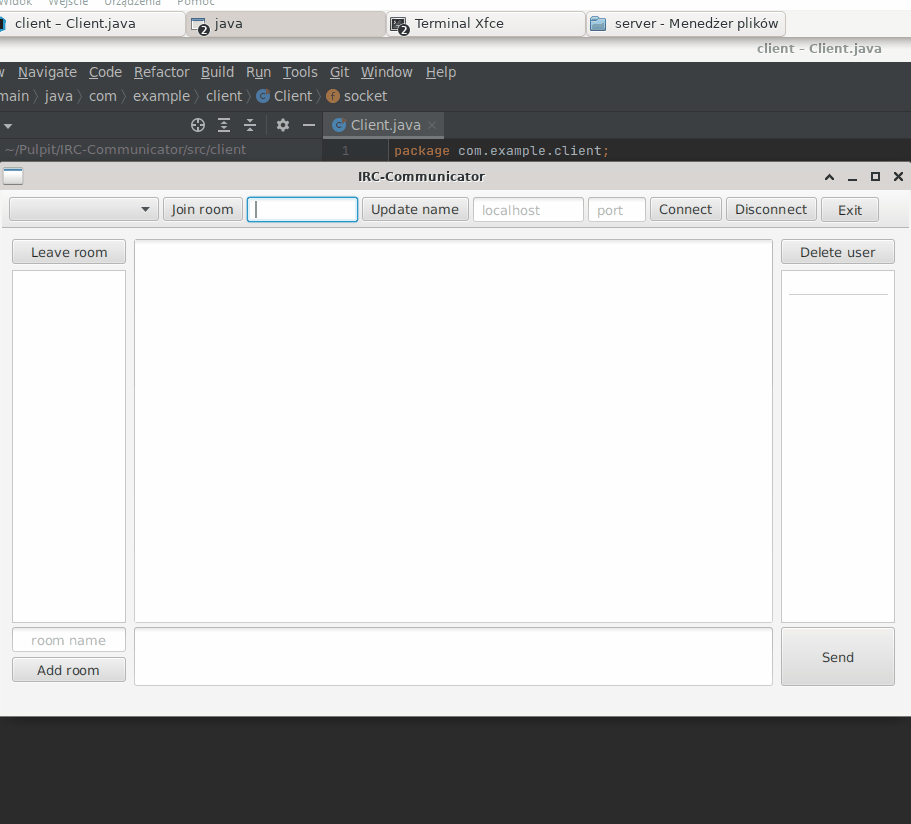 Widok Wejście Urządzenia Pomoc
client – Client.java 2 java 2 Terminal Xfce server - Menedżer plików
client – Client.java
Navigate Code Refactor Build Run Tools Git Window Help
main 〉 java 〉 com 〉 example 〉 client 〉 C Client 〉 f socket
C Client.java ×
~/Pulpit/IRC-Communicator/src/client 1 package com.example.client;
IRC-Communicator
Join room Update name localhost port Connect Disconnect Exit
Leave room Delete user
room name
Send
Add room